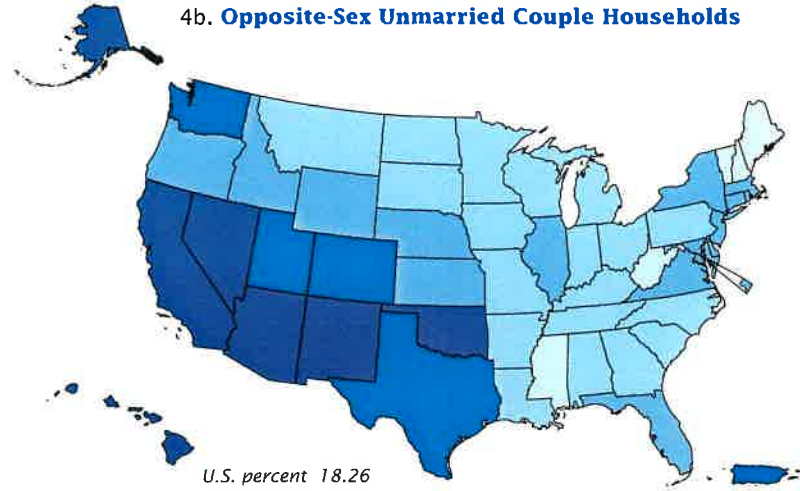 4b. Opposite-Sex Unmarried Couple Households
U.S. percent 18.26